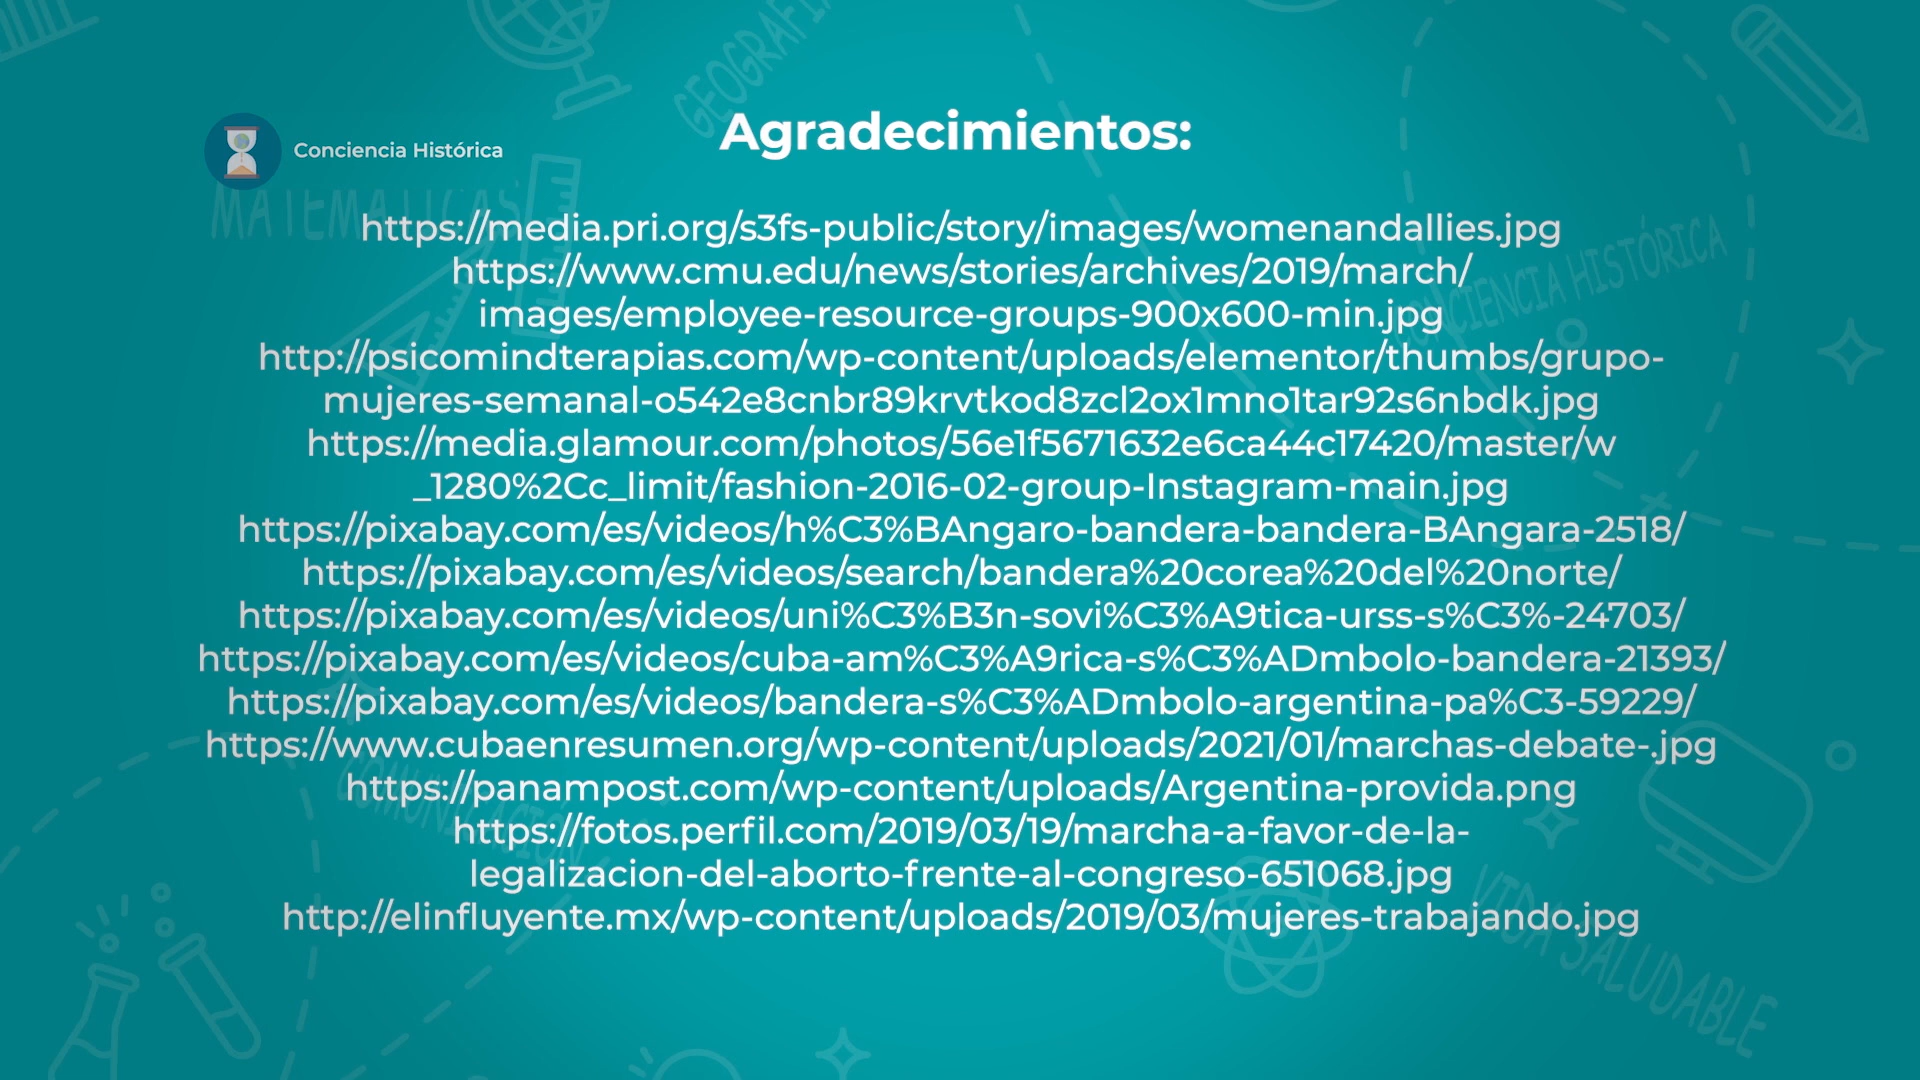 GEOGRAFÍA
Agradecimientos:
Conciencia Histórica
MATEMÁTICAS
https://media.pri.org/s3fs-public/story/images/womenandallies.jpg
https://www.cmu.edu/news/stories/archives/2019/march/
images/employee-resource-groups-900x600-min.jpg
CONCIENCIA HISTÓRICA
http://psicomindterapias.com/wp-content/uploads/elementor/thumbs/grupo-
mujeres-semanal-o542e8cnbr89krvtkod8zcl2ox1mno1tar92s6nbdk.jpg
https://media.glamour.com/photos/56e1f5671632e6ca44c17420/master/w
_1280%2Cc_limit/fashion-2016-02-group-Instagram-main.jpg
https://pixabay.com/es/videos/h%C3%BAngaro-bandera-bandera-BAngara-2518/
https://pixabay.com/es/videos/search/bandera%20corea%20del%20norte/
https://pixabay.com/es/videos/uni%C3%B3n-sovi%C3%A9tica-urss-s%C3%-24703/
https://pixabay.com/es/videos/cuba-am%C3%A9rica-s%C3%ADmbolo-bandera-21393/
https://pixabay.com/es/videos/bandera-s%C3%ADmbolo-argentina-pa%C3-59229/
https://www.cubaenresumen.org/wp-content/uploads/2021/01/marchas-debate-.jpg
https://panampost.com/wp-content/uploads/Argentina-provida.png
COMUNICACIÓN
https://fotos.perfil.com/2019/03/19/marcha-a-favor-de-la-
legalizacion-del-aborto-frente-al-congreso-651068.jpg
http://elinfluyente.mx/wp-content/uploads/2019/03/mujeres-trabajando.jpg
VIDA SALUDABLE